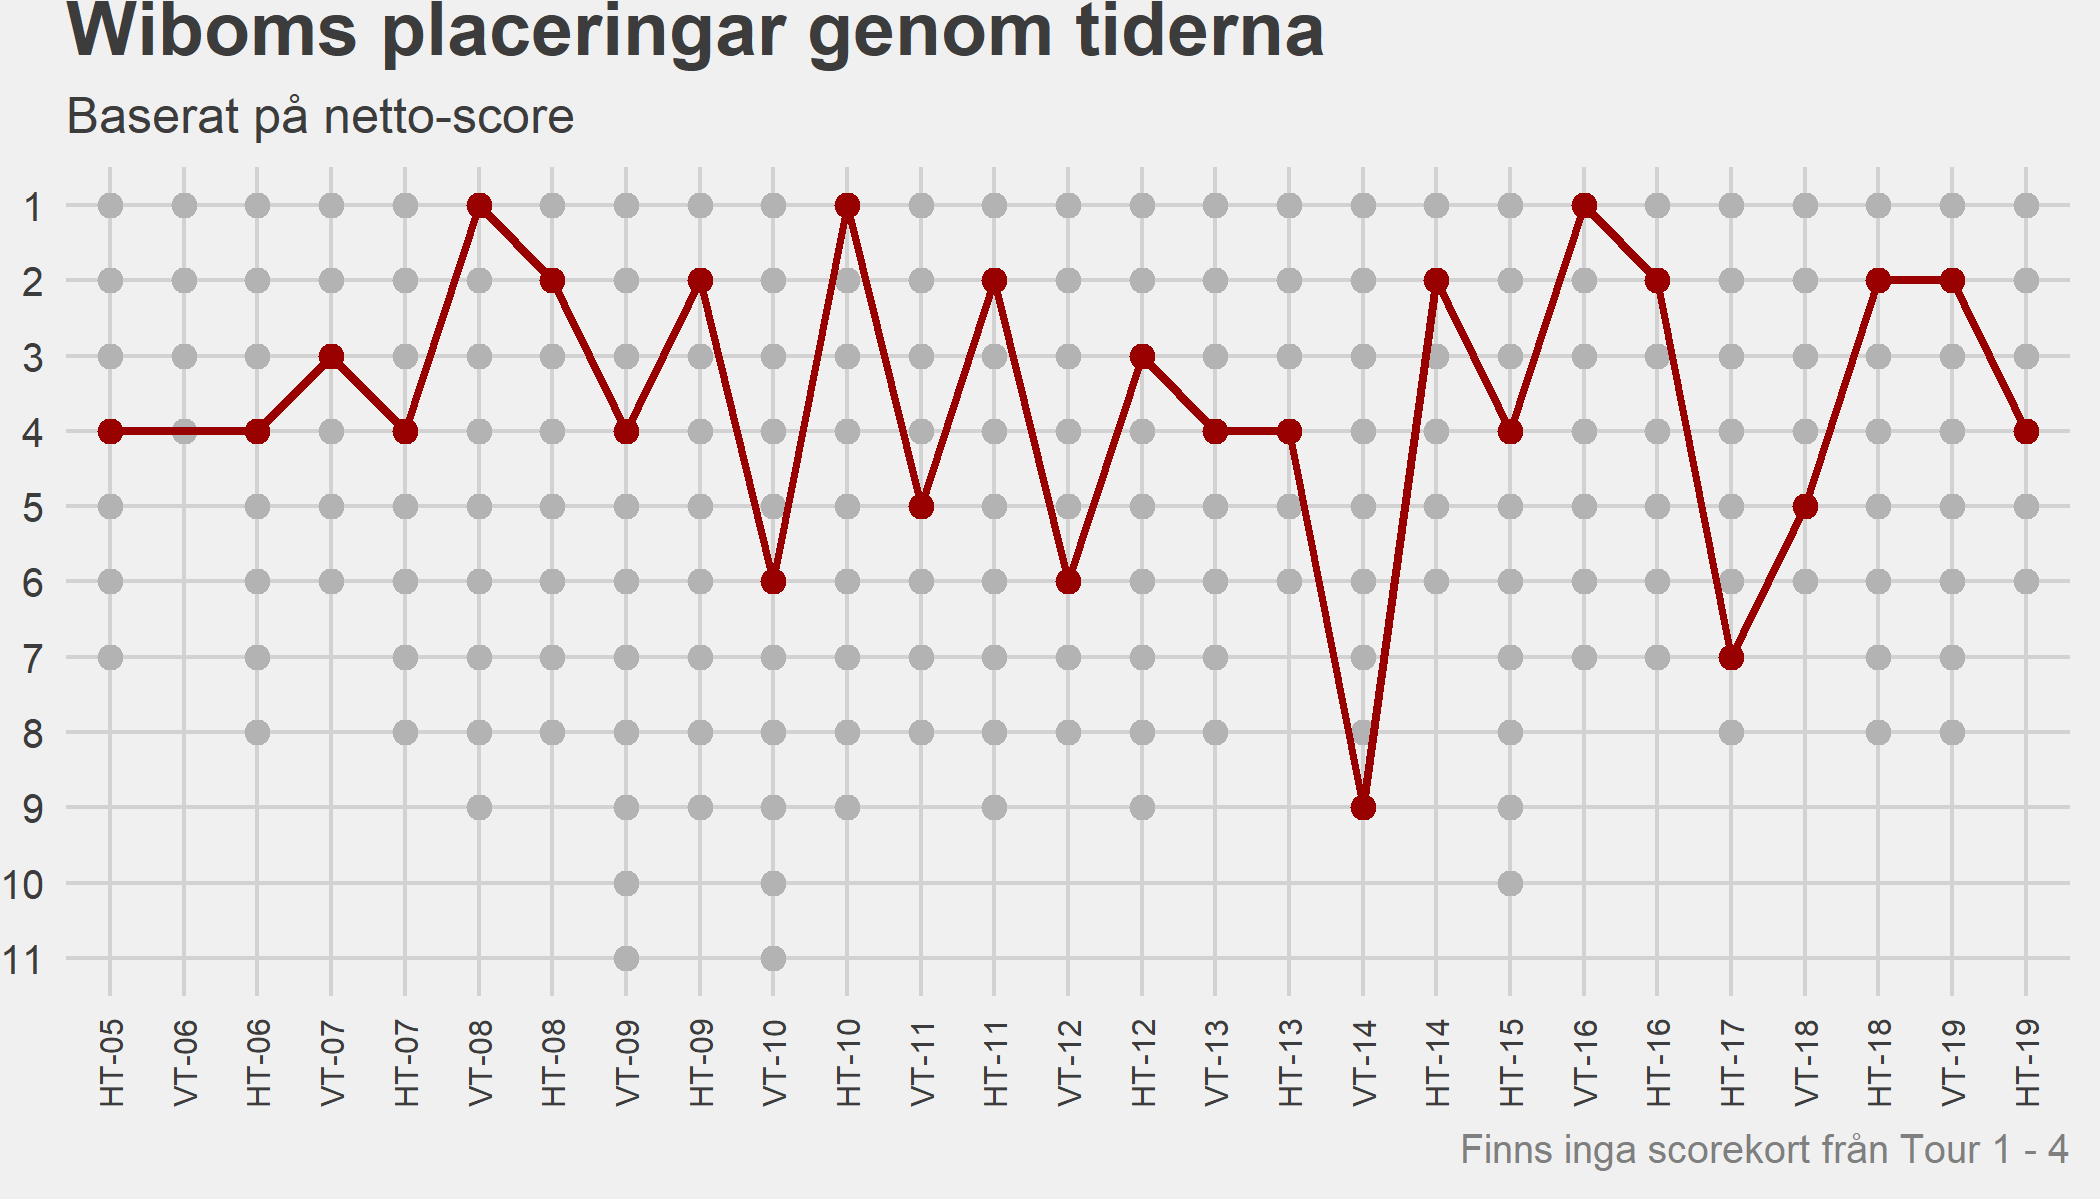 Wiboms placeringar genom tiderna
Baserat på netto-score
1
2
3
4
5
6
7
8
9
10
11
HT-05
VT-06
HT-06
VT-07
HT-07
VT-08
HT-08
VT-09
HT-09
VT-10
HT-10
VT-11
HT-11
VT-12
HT-12
VT-13
HT-13
VT-14
HT-14
HT-15
VT-16
HT-16
HT-17
VT-18
HT-18
VT-19
HT-19
Finns inga scorekort från Tour 1 - 4